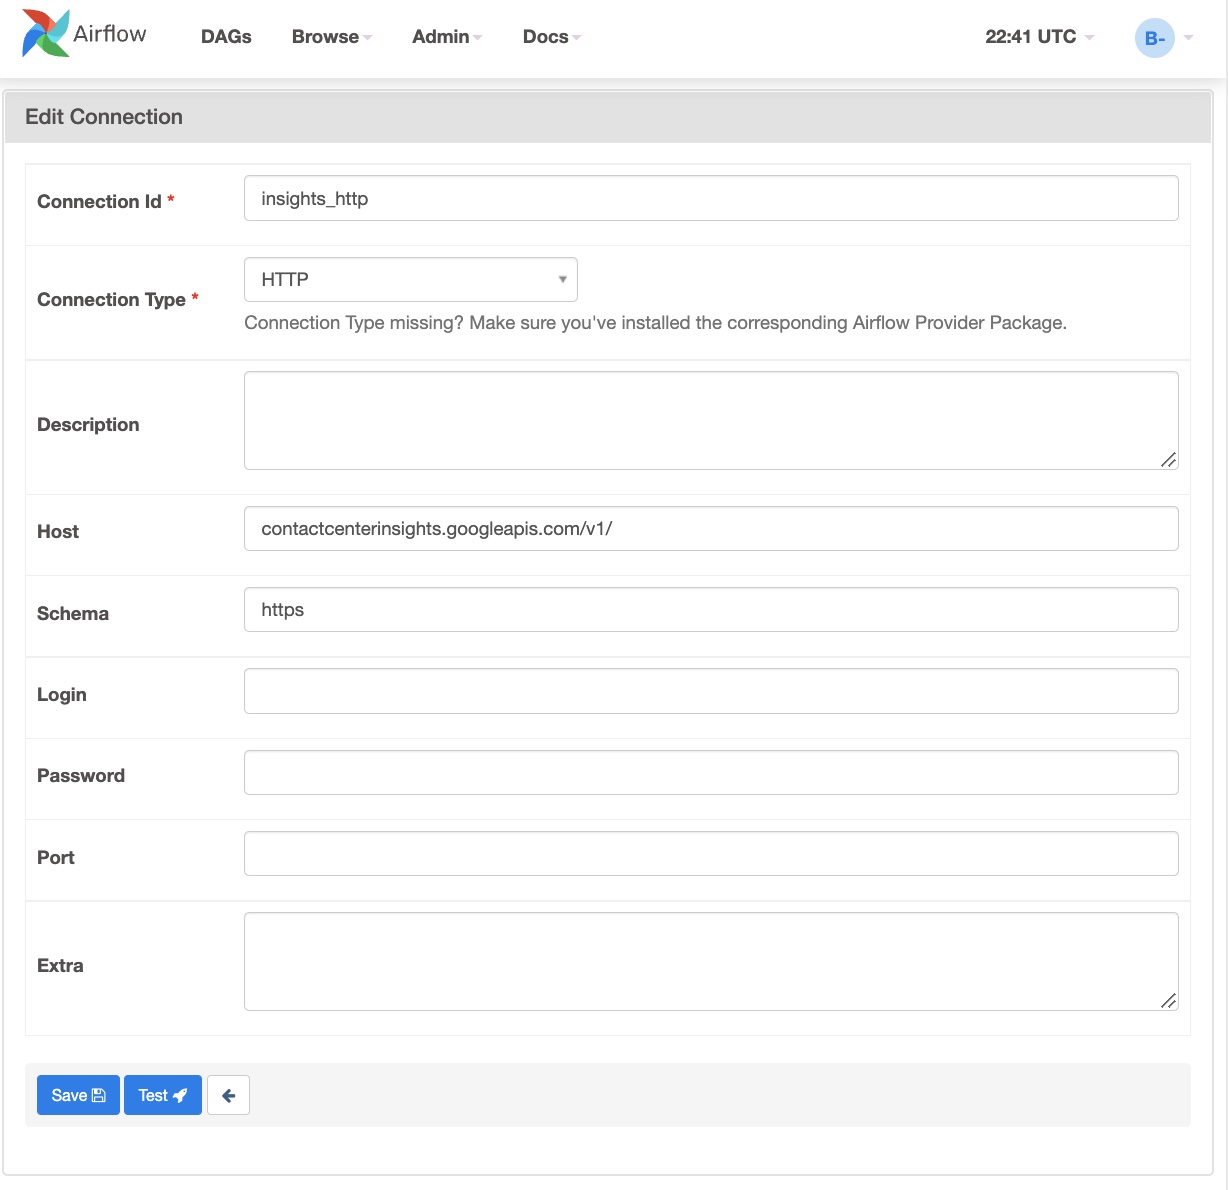 Airflow DAGs Browse Admin Docs 22:41 UTC B-
Edit Connection
Connection Id * insights_http
Connection Type * HTTP
Connection Type missing? Make sure you've installed the corresponding Airflow Provider Package.
Description
Host contactcenterinsights.googleapis.com/v1/
Schema https
Login
Password
Port
Extra
Save Test